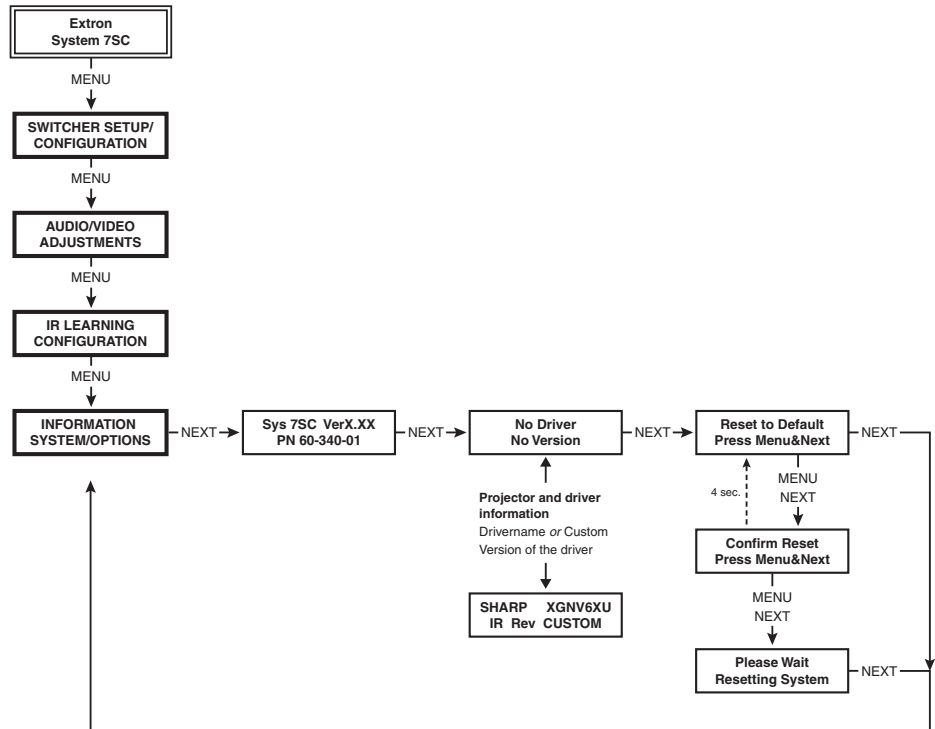 Extron
System 7SC
MENU
SWITCHER SETUP/
CONFIGURATION
MENU
AUDIO/VIDEO
ADJUSTMENTS
MENU
IR LEARNING
CONFIGURATION
MENU
INFORMATION
SYSTEM/OPTIONS
NEXT
Sys 7SC VerX.XX
PN 60-340-01
NEXT
No Driver
No Version
NEXT
Reset to Default
Press Menu&Next
NEXT
Projector and driver
information
Drivername or Custom
Version of the driver
SHARP XGNV6XU
IR Rev CUSTOM
4 sec.
MENU
NEXT
Confirm Reset
Press Menu&Next
MENU
NEXT
Please Wait
Resetting System
NEXT